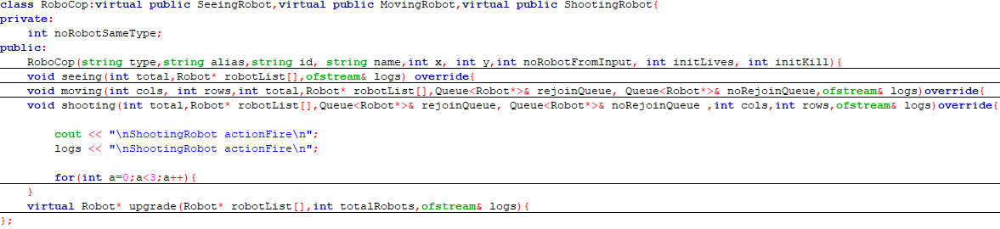 class RoboCop:virtual public SeeingRobot,virtual public MovingRobot,virtual public ShootingRobot{
private:
    int noRobotSameType;
public:
    RoboCop(string type,string alias,string id, string name,int x, int y,int noRobotFromInput, int initLives, int initKill){
    void seeing(int total,Robot* robotList[],ofstream& logs) override{
    void moving(int cols, int rows,int total,Robot* robotList[],Queue<Robot*>& rejoinQueue, Queue<Robot*>& noRejoinQueue,ofstream& logs)override{
    void shooting(int total,Robot* robotList[],Queue<Robot*>& rejoinQueue, Queue<Robot*>& noRejoinQueue ,int cols,int rows,ofstream& logs)override{
        cout << "\nShootingRobot actionFire\n";
        logs << "\nShootingRobot actionFire\n";
        for(int a=0;a<3;a++){
    }
    virtual Robot* upgrade(Robot* robotList[],int totalRobots,ofstream& logs){
};